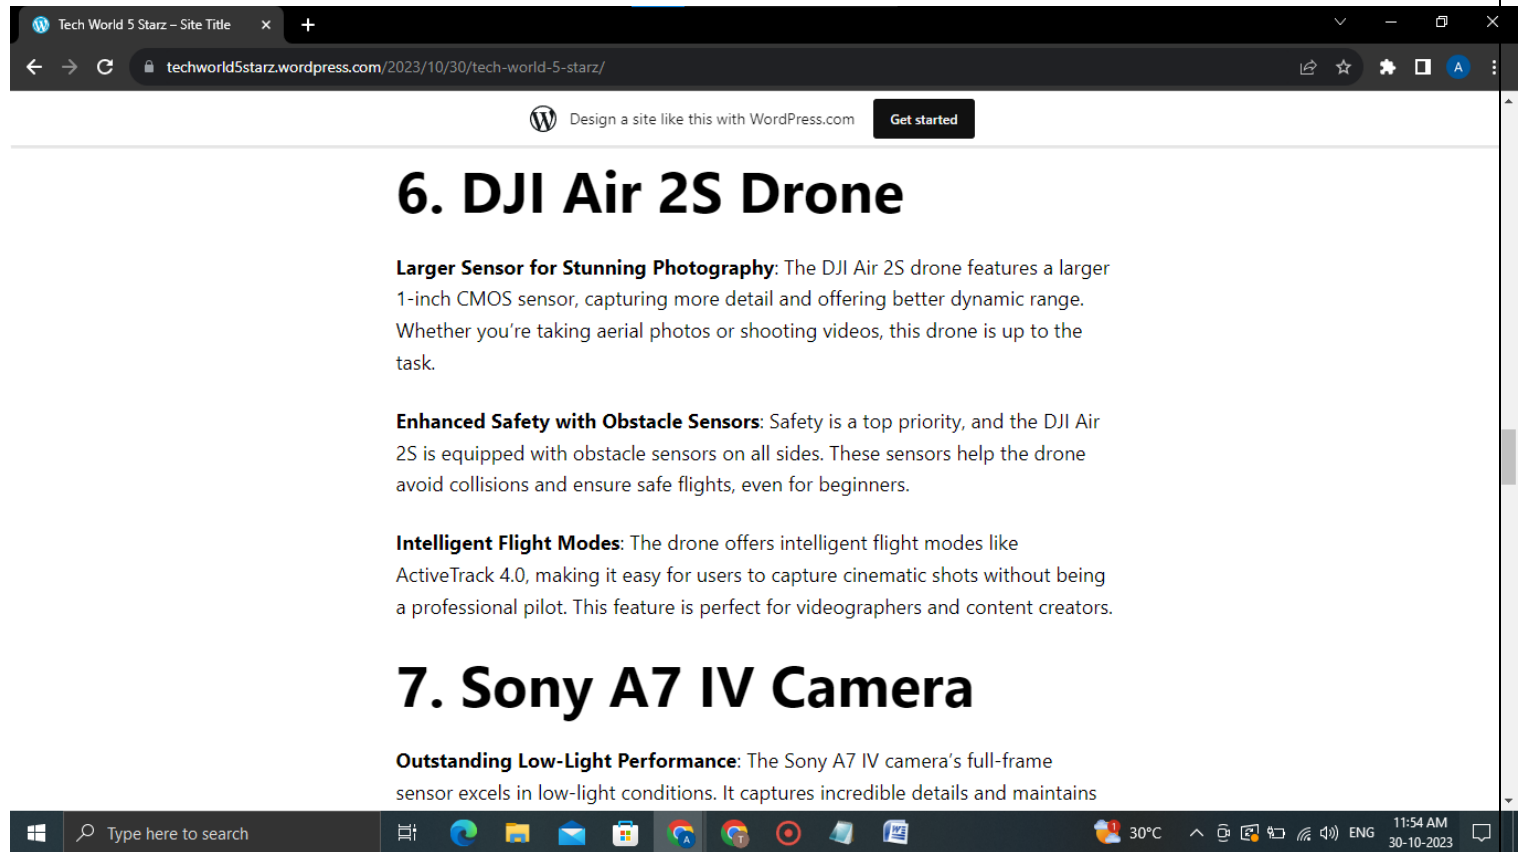 Tech World 5 Starz – Site Title
techworld5starz.wordpress.com/2023/10/30/tech-world-5-starz/
A
Design a site like this with WordPress.com
Get started
6. DJI Air 2S Drone
Larger Sensor for Stunning Photography: The DJI Air 2S drone features a larger
1-inch CMOS sensor, capturing more detail and offering better dynamic range.
Whether you’re taking aerial photos or shooting videos, this drone is up to the
task.
Enhanced Safety with Obstacle Sensors: Safety is a top priority, and the DJI Air
2S is equipped with obstacle sensors on all sides. These sensors help the drone
avoid collisions and ensure safe flights, even for beginners.
Intelligent Flight Modes: The drone offers intelligent flight modes like
ActiveTrack 4.0, making it easy for users to capture cinematic shots without being
a professional pilot. This feature is perfect for videographers and content creators.
7. Sony A7 IV Camera
Outstanding Low-Light Performance: The Sony A7 IV camera’s full-frame
sensor excels in low-light conditions. It captures incredible details and maintains
Type here to search
1
30°C
ENG
11:54 AM
30-10-2023